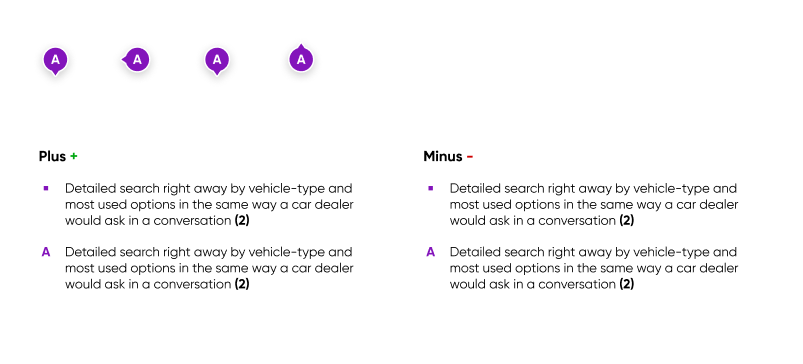 A A A A
Plus +
Detailed search right away by vehicle-type and
most used options in the same way a car dealer
would ask in a conversation (2)
A Detailed search right away by vehicle-type and
most used options in the same way a car dealer
would ask in a conversation (2)
Minus -
Detailed search right away by vehicle-type and
most used options in the same way a car dealer
would ask in a conversation (2)
A Detailed search right away by vehicle-type and
most used options in the same way a car dealer
would ask in a conversation (2)